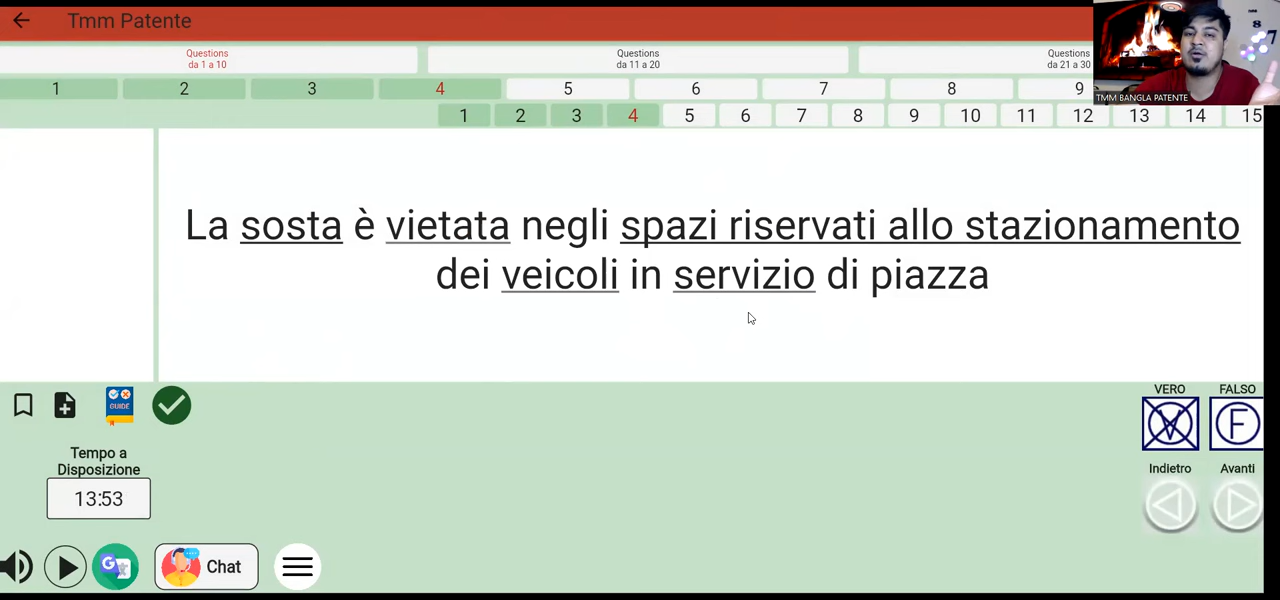 Tmm Patente
Questions
da 1 a 10
Questions
da 11 a 20
Questions
da 21 a 30
1 2 3 4 5 6 7 8 9
1 2 3 4 5 6 7 8 9 10 11 12 13 14 15
8
7
TMM BANGLA PATENTE
La sosta è vietata negli spazi riservati allo stazionamento
dei veicoli in servizio di piazza
GUIDE
VERO
FALSO
V
F
Tempo a
Disposizione
13:53
Indietro
Avanti
G
Chat